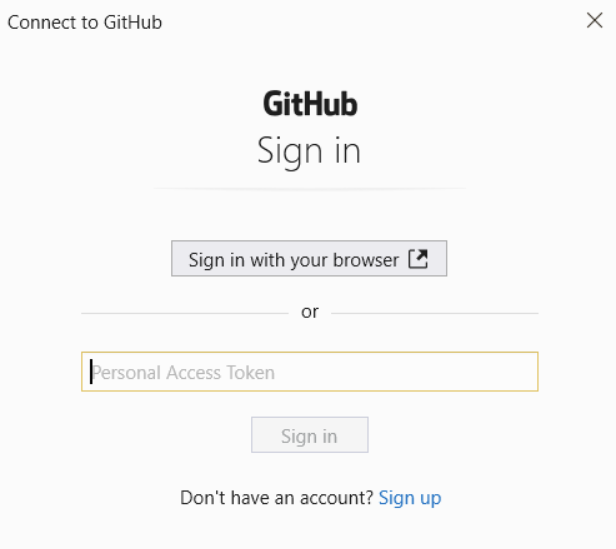 Connect to GitHub
GitHub
Sign in
Sign in with your browser
or
Personal Access Token
Sign in
Don't have an account? Sign up